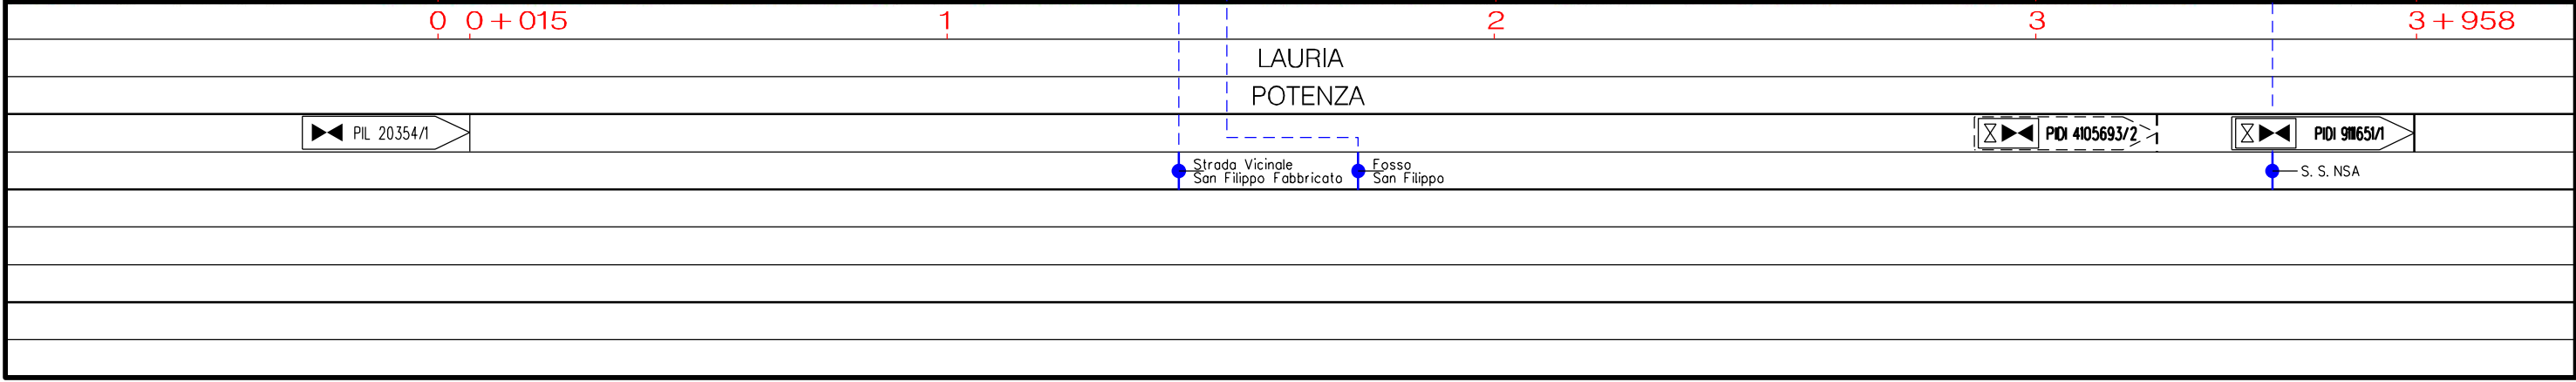 0 0+015 1 2 3 3+958
LAURIA
POTENZA
PIL 20354/1 PIDI 4105693/2 PIDI 9111651/1
Strada Vicinale
San Filippo Fabbricato
Fosso
San Filippo
S. S. NSA